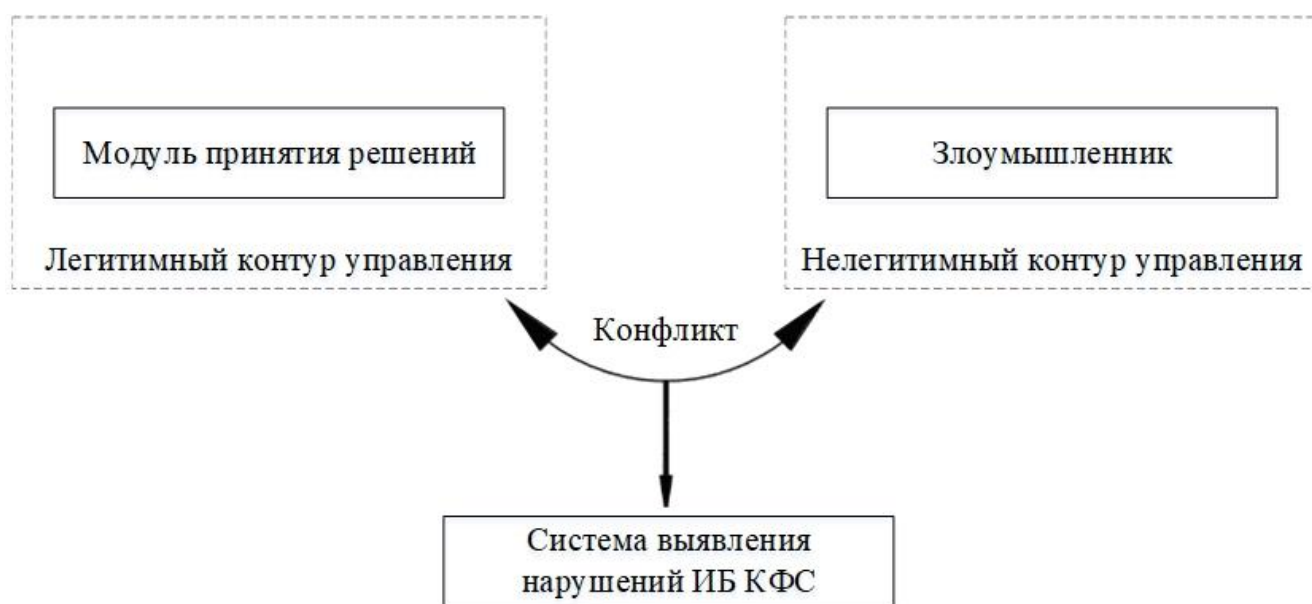 Модуль принятия решений
Злоумышленник
Легитимный контур управления
Нелегитимный контур управления
Конфликт
Система выявления
нарушений ИБ КФС